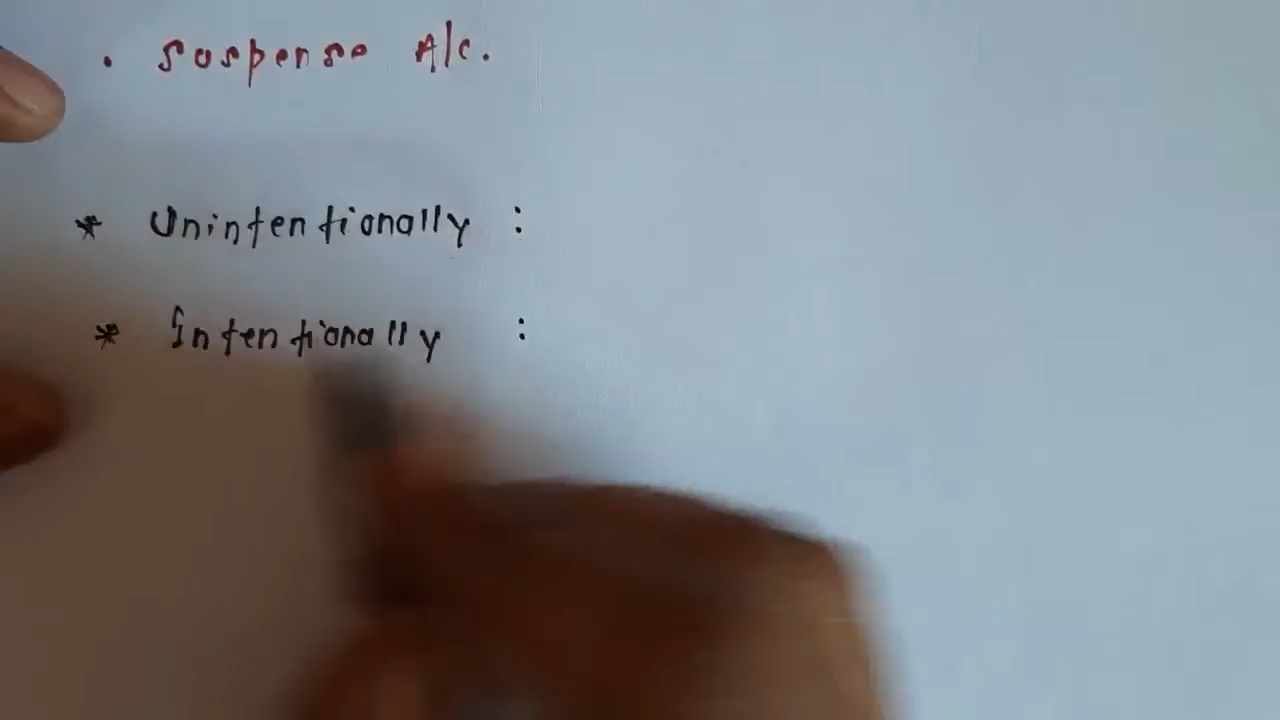 . Suspense A/c.
* Unintentionally :
* Intentionally :